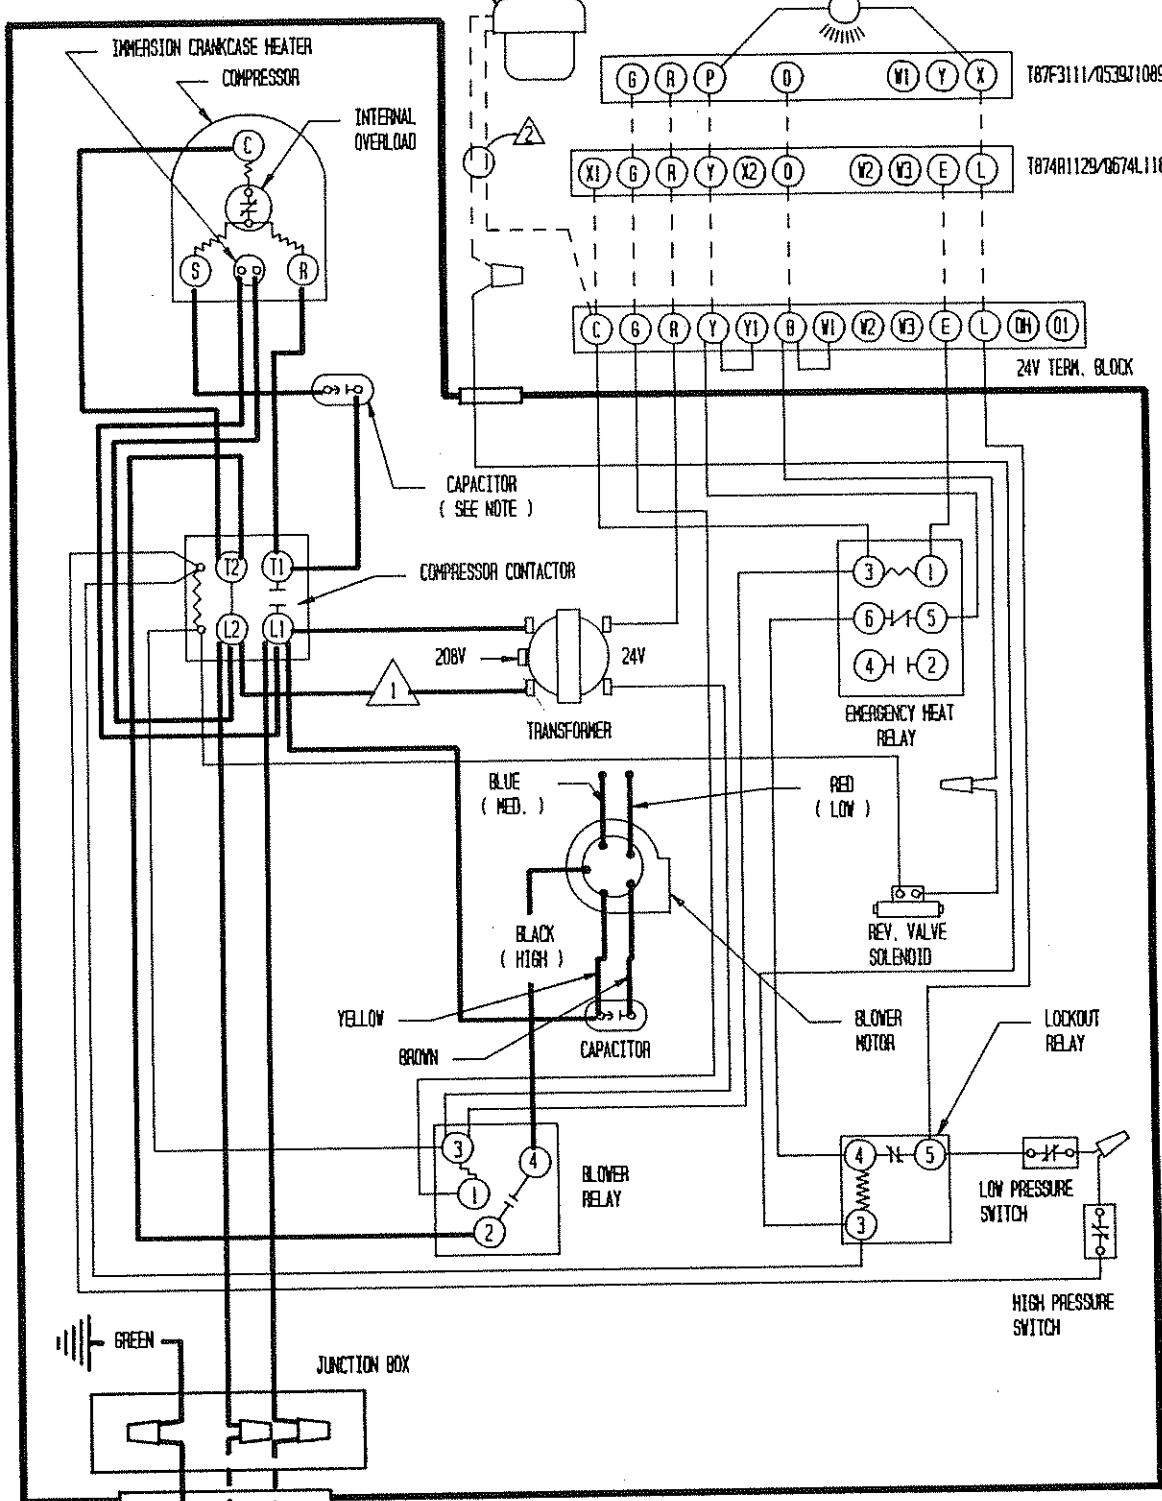 IMMERSION CRANKCASE HEATER
COMPRESSOR
INTERNAL
OVERLOAD
C
S
R
2
G R P O W1 Y X
T87F3111/Q539J1089
X1 G R Y X2 O W2 W3 E L
T874A1129/Q674L118
C G R Y Y1 B W1 W2 W3 E L DH O1
24V TERM. BLOCK
CAPACITOR
( SEE NOTE )
T2 T1
COMPRESSOR CONTACTOR
L2 L1
208V
24V
1
TRANSFORMER
3 1
6 5
4 2
EMERGENCY HEAT
RELAY
BLUE
( MED. )
RED
( LOW )
BLACK
( HIGH )
REV. VALVE
SOLENOID
YELLOW
BROWN
CAPACITOR
BLOWER
MOTOR
LOCKOUT
RELAY
3
4
1
2
BLOWER
RELAY
4 5
3
LOW PRESSURE
SWITCH
HIGH PRESSURE
SWITCH
GREEN
JUNCTION BOX